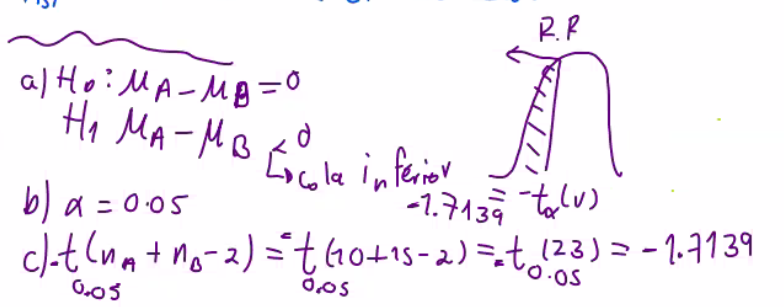 R.R
a) H₀: μA − μB = 0
H₁ μA − μB < 0
↳ cola inferior
-1.7139 = -tα(ν)
b) α = 0.05
c) -t0.05(nA + nB - 2) = -t0.05(10+15-2) = -t0.05(23) = -1.7139